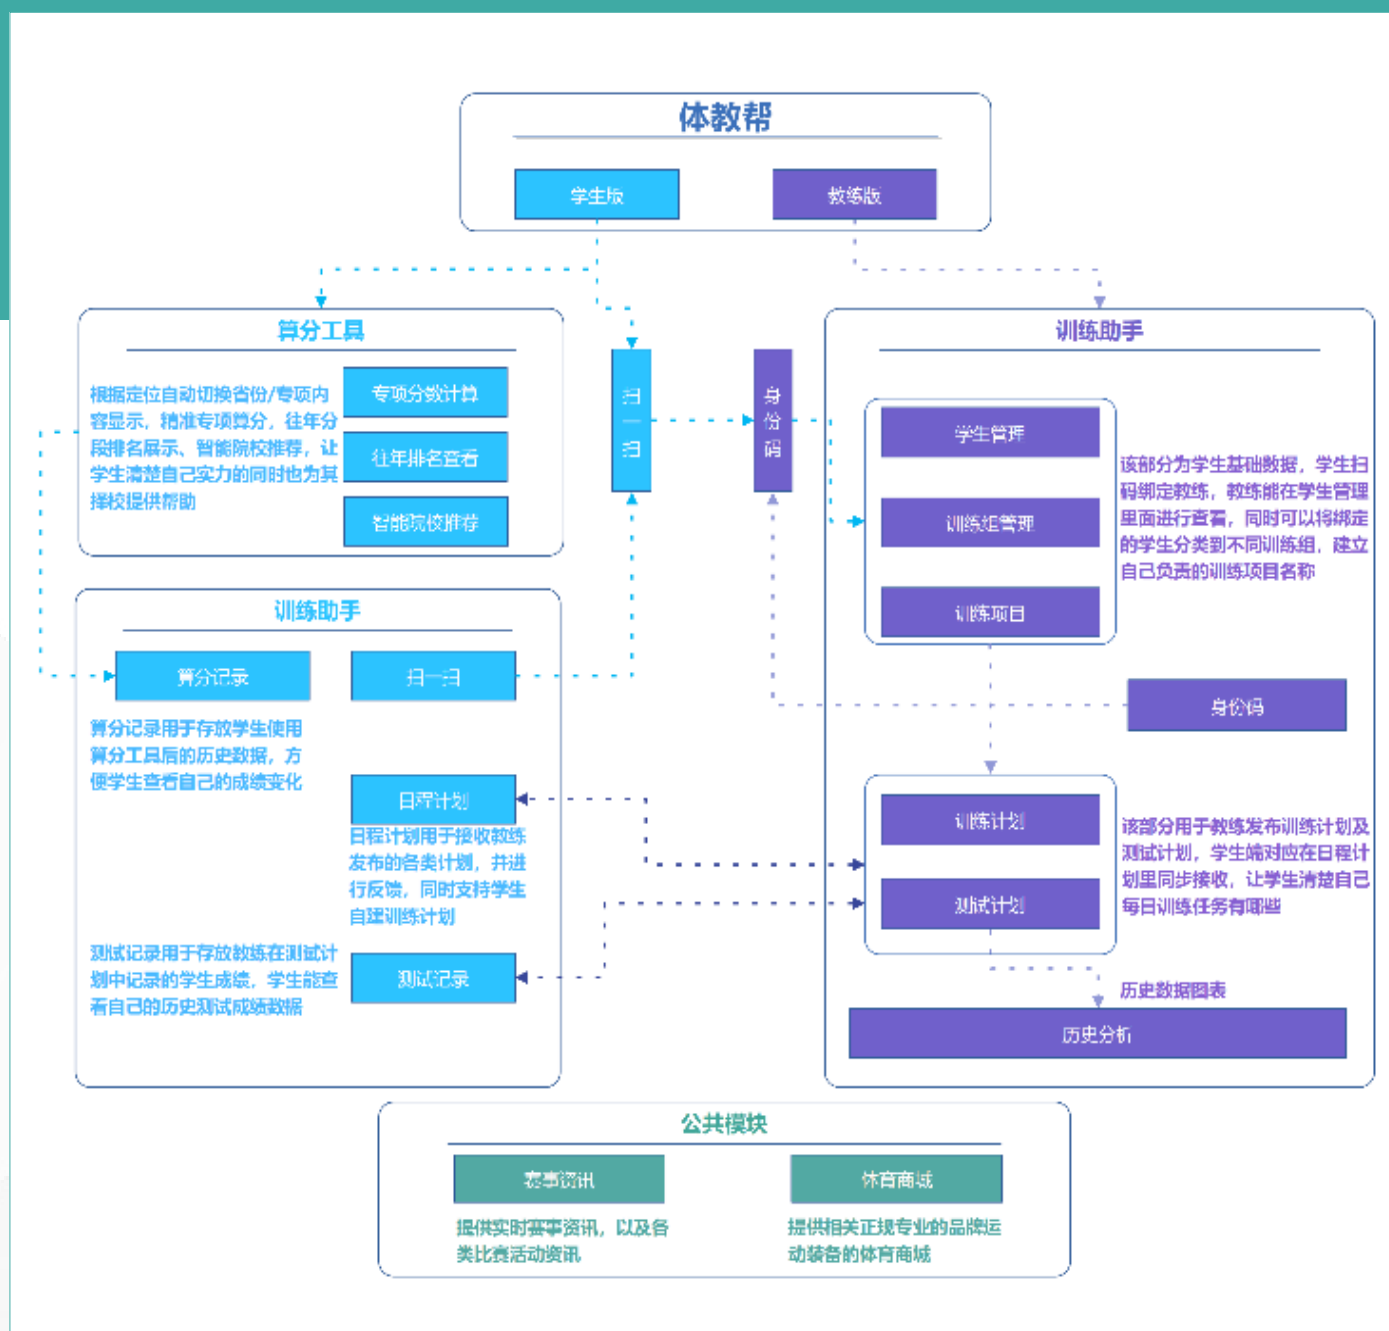 体教帮
学生版
教练版
算分工具
根据定位自动切换省份/专项内
容显示，精准专项算分，往年分
段排名展示、智能院校推荐，让
学生清楚自己实力的同时也为其
择校提供帮助
专项分数计算
往年排名查看
智能院校推荐
扫一扫
身份码
训练助手
学生管理
训练组管理
训练项目
该部分为学生基础数据，学生扫
码绑定教练，教练能在学生管理
里面进行查看，同时可以将绑定
的学生分类到不同训练组，建立
自己负责的训练项目名称
训练助手
算分记录
扫一扫
算分记录用于存放学生使用
算分工具后的历史数据，方
便学生查看自己的成绩变化
日程计划
日程计划用于接收教练
发布的各类计划，并进
行反馈，同时支持学生
自建训练计划
测试记录用于存放教练在测试计
划中记录的学生成绩，学生能查
看自己的历史测试成绩数据
测试记录
身份码
训练计划
测试计划
该部分用于教练发布训练计划及
测试计划，学生端对应在日程计
划里同步接收，让学生清楚自己
每日训练任务有哪些
历史数据图表
历史分析
公共模块
赛事资讯
体育商城
提供实时赛事资讯，以及各
类比赛活动资讯
提供相关正规专业的品牌运
动装备的体育商城